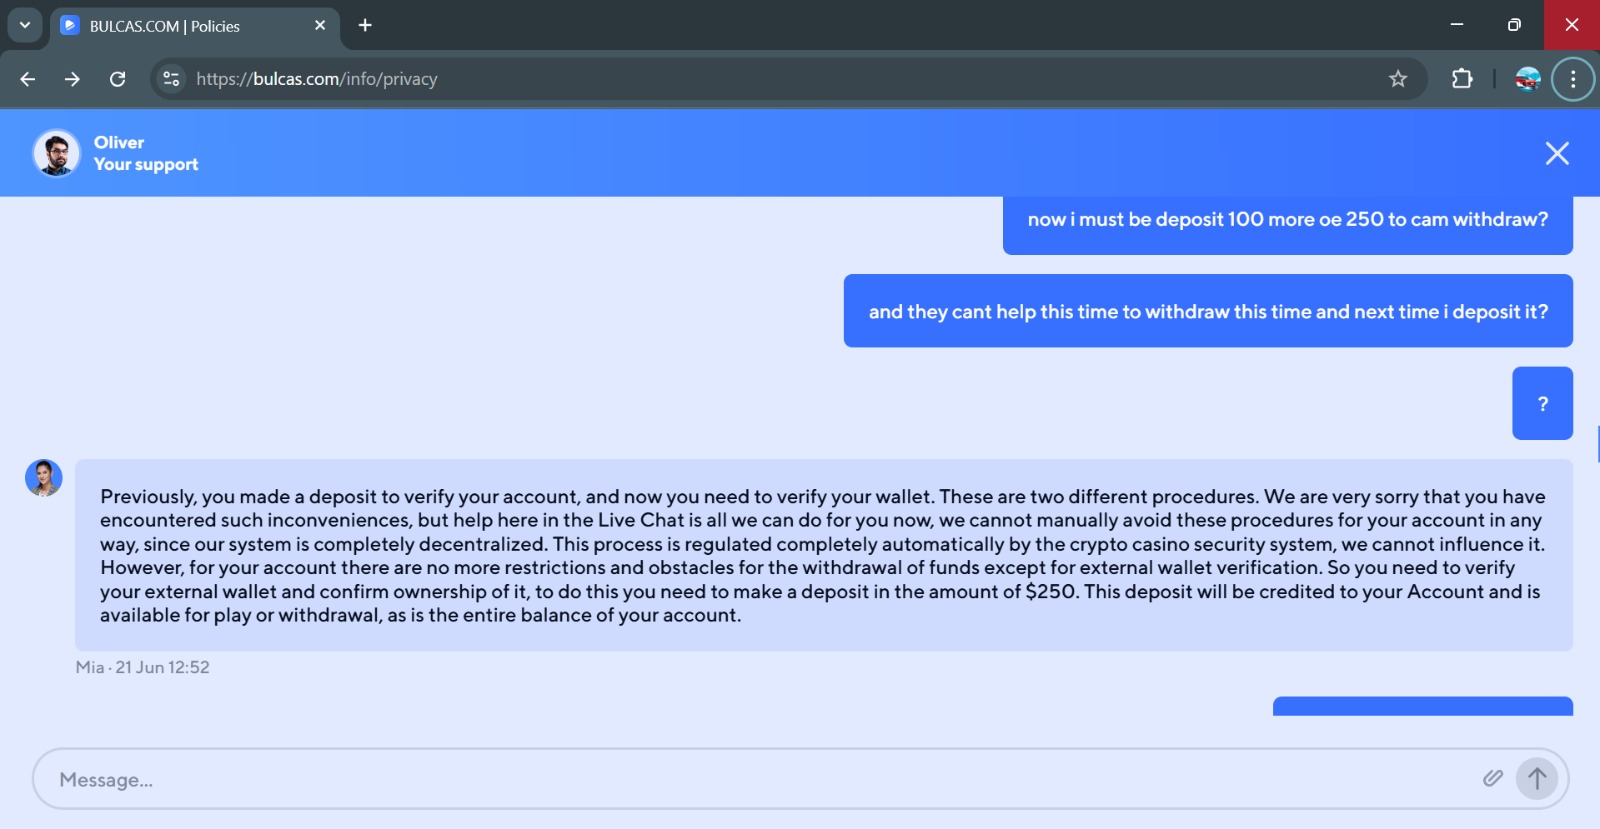 BULCAS.COM | Policies
https://bulcas.com/info/privacy
Oliver
Your support
now i must be deposit 100 more oe 250 to cam withdraw?
and they cant help this time to withdraw this time and next time i deposit it?
?
Previously, you made a deposit to verify your account, and now you need to verify your wallet. These are two different procedures. We are very sorry that you have
encountered such inconveniences, but help here in the Live Chat is all we can do for you now, we cannot manually avoid these procedures for your account in any
way, since our system is completely decentralized. This process is regulated completely automatically by the crypto casino security system, we cannot influence it.
However, for your account there are no more restrictions and obstacles for the withdrawal of funds except for external wallet verification. So you need to verify
your external wallet and confirm ownership of it, to do this you need to make a deposit in the amount of $250. This deposit will be credited to your Account and is
available for play or withdrawal, as is the entire balance of your account.
Mia · 21 Jun 12:52
Message...